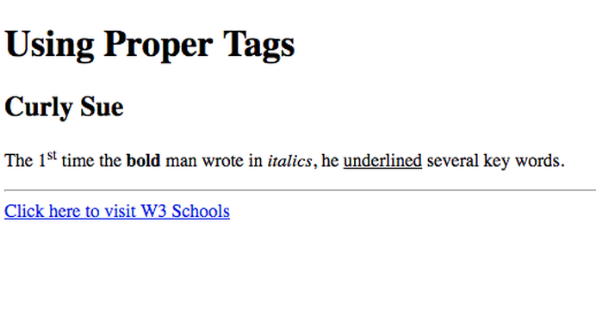 Using Proper Tags
Curly Sue
The 1st time the bold man wrote in italics, he underlined several key words.
Click here to visit W3 Schools